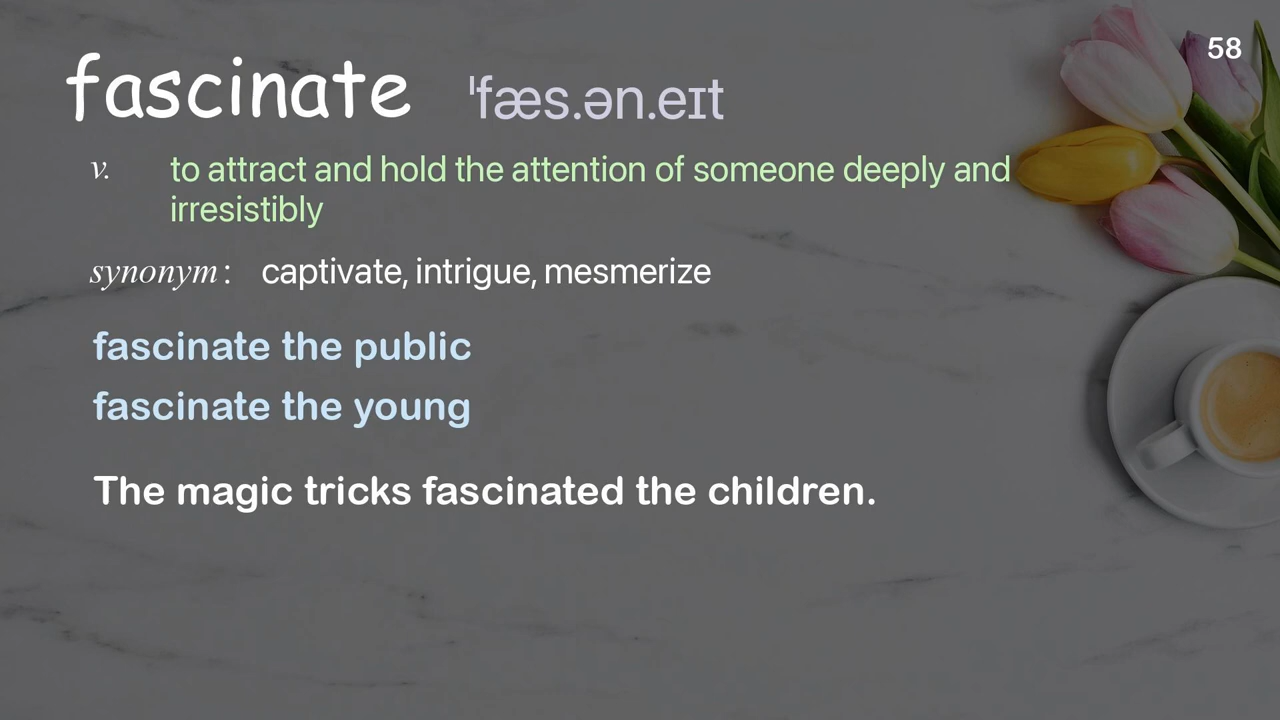 58
fascinate ˈfæs.ən.eɪt
v. to attract and hold the attention of someone deeply and
irresistibly
synonym: captivate, intrigue, mesmerize
fascinate the public
fascinate the young
The magic tricks fascinated the children.